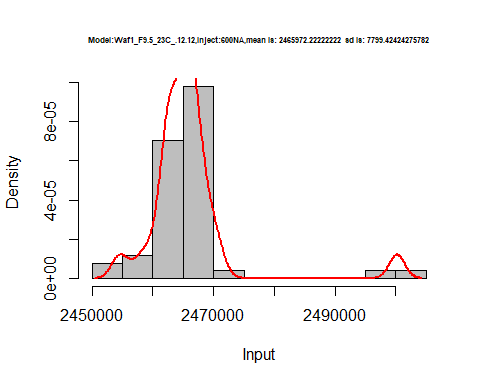 Model:Waf1_F9.5_23C_.12.12,Inject:600NA,mean is: 2465972.22222222  sd is: 7799.42424275782
Density
0e+00 4e-05 8e-05
2450000 2470000 2490000
Input